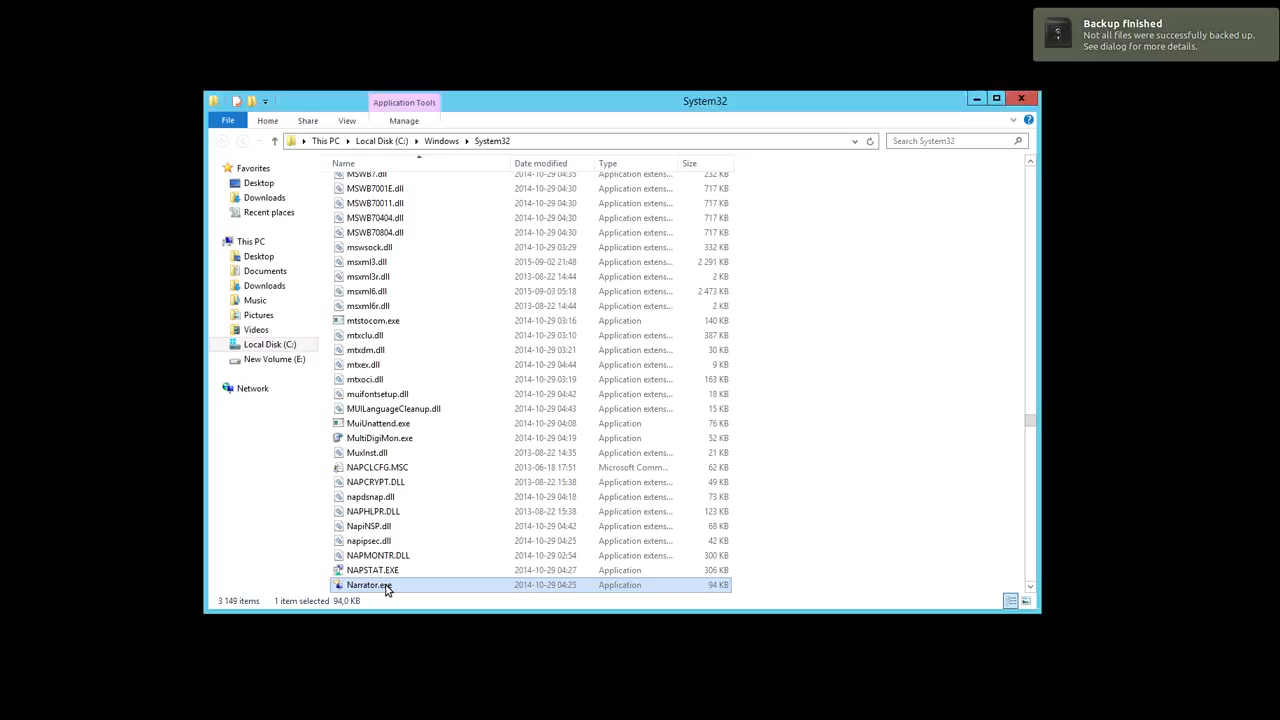 Backup finished
Not all files were successfully backed up.
See dialog for more details.
Application Tools
System32
File Home Share View Manage
This PC Local Disk (C:) Windows System32
Search System32
Name Date modified Type Size
Favorites
Desktop
Downloads
Recent places
This PC
Desktop
Documents
Downloads
Music
Pictures
Videos
Local Disk (C:)
New Volume (E:)
Network
MSWB7.dll 2014-10-29 04:35 Application extens... 232 KB
MSWB7001E.dll 2014-10-29 04:30 Application extens... 717 KB
MSWB70011.dll 2014-10-29 04:30 Application extens... 717 KB
MSWB70404.dll 2014-10-29 04:30 Application extens... 717 KB
MSWB70804.dll 2014-10-29 04:30 Application extens... 717 KB
mswsock.dll 2014-10-29 03:29 Application extens... 332 KB
msxml3.dll 2015-09-02 21:48 Application extens... 2 291 KB
msxml3r.dll 2013-08-22 14:44 Application extens... 2 KB
msxml6.dll 2015-09-03 05:18 Application extens... 2 473 KB
msxml6r.dll 2013-08-22 14:44 Application extens... 2 KB
mtstocom.exe 2014-10-29 03:16 Application 140 KB
mtxclu.dll 2014-10-29 03:10 Application extens... 387 KB
mtxdm.dll 2014-10-29 03:21 Application extens... 30 KB
mtxex.dll 2014-10-29 04:44 Application extens... 9 KB
mtxoci.dll 2014-10-29 03:19 Application extens... 163 KB
muifontsetup.dll 2014-10-29 04:42 Application extens... 18 KB
MUILanguageCleanup.dll 2014-10-29 04:43 Application extens... 15 KB
MuiUnattend.exe 2014-10-29 04:08 Application 76 KB
MultiDigiMon.exe 2014-10-29 04:19 Application 52 KB
MuxInst.dll 2013-08-22 14:35 Application extens... 21 KB
NAPCLCFG.MSC 2013-06-18 17:51 Microsoft Comm... 62 KB
NAPCRYPT.DLL 2013-08-22 15:38 Application extens... 49 KB
napdsnap.dll 2014-10-29 04:18 Application extens... 73 KB
NAPHLPR.DLL 2013-08-22 15:38 Application extens... 123 KB
NapiNSP.dll 2014-10-29 04:42 Application extens... 68 KB
napipsec.dll 2014-10-29 04:41 Application extens... 42 KB
NAPMONTR.DLL 2014-10-29 02:54 Application extens... 300 KB
NAPSTAT.EXE 2014-10-29 04:27 Application 306 KB
Narrator.exe 2014-10-29 04:25 Application 94 KB
3 149 items 1 item selected 94,0 KB